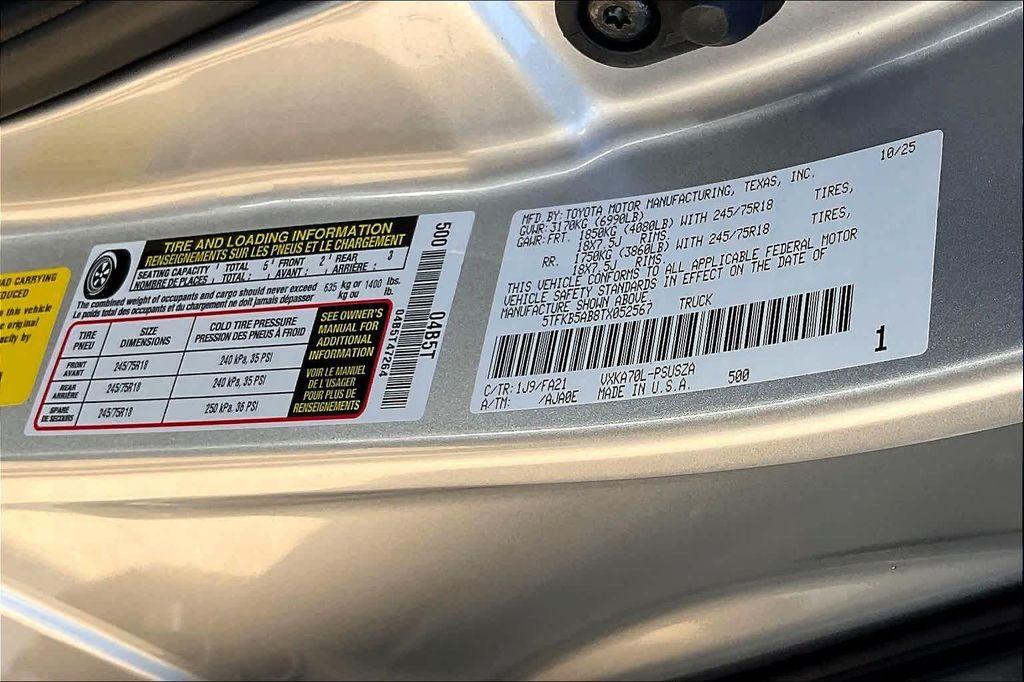 AD CARRYING
DUCED
this vehicle
TIRE AND LOADING INFORMATION
RENSEIGNEMENTS SUR LES PNEUS ET LE CHARGEMENT
SEATING CAPACITY TOTAL 5 FRONT 2 REAR 3
NOMBRE DE PLACES TOTAL: AVANT: ARRIÈRE:
The combined weight of occupants and cargo should never exceed 635 kg or 1400 lbs.
Le poids total des occupants et du chargement ne doit jamais dépasser kg ou lb.
TIRE SIZE COLD TIRE PRESSURE
PNEU DIMENSIONS PRESSION DES PNEUS À FROID
FRONT AVANT 245/75R18 240 kPa, 35 PSI
REAR ARRIÈRE 245/75R18 240 kPa, 35 PSI
SPARE DE SECOURS 245/75R18 250 kPa, 36 PSI
SEE OWNER'S
MANUAL FOR
ADDITIONAL
INFORMATION
VOIR LE MANUEL
DE L'USAGER
POUR PLUS DE
RENSEIGNEMENTS
500 04B5T
10/25
MFD.BY:TOYOTA MOTOR MANUFACTURING, TEXAS, INC.
GVWR:3170KG (6990LB)
GAWR:FRT. 1850KG (4080LB) WITH 245/75R18 TIRES,
18X7.5J RIMS
RR. 1750KG (3860LB) WITH 245/75R18 TIRES,
18X7.5J RIMS
THIS VEHICLE CONFORMS TO ALL APPLICABLE FEDERAL MOTOR
VEHICLE SAFETY STANDARDS IN EFFECT ON THE DATE OF
MANUFACTURE SHOWN ABOVE.
5TFKB5AB8TX052567 TRUCK
C/TR:1J9/FA21 VXKA70L-PSUSZA
A/TM: /AJA0E MADE IN U.S.A. 500
1